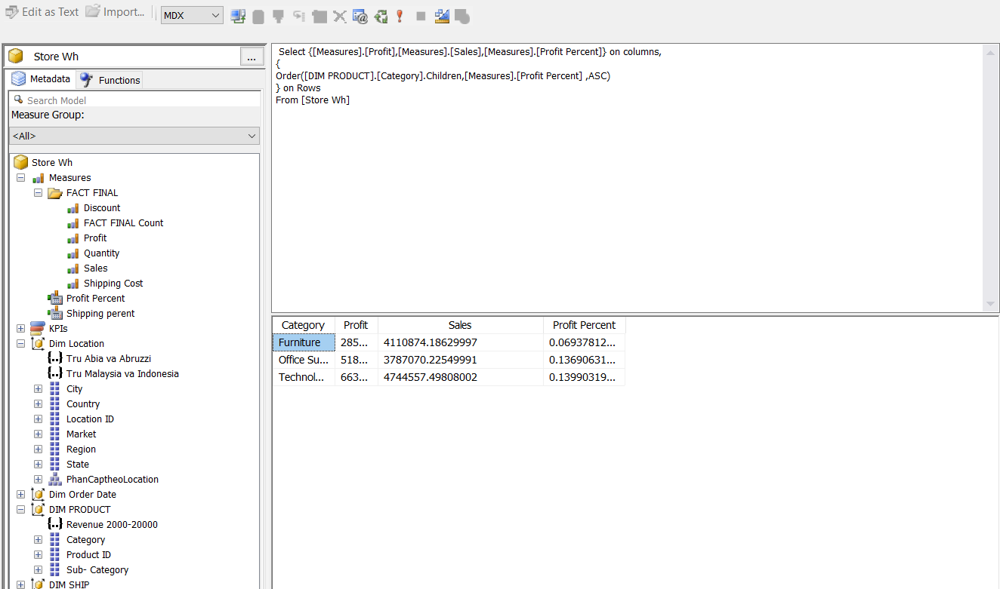 Edit as Text Import... MDX
Store Wh ...
Metadata Functions
Search Model
Measure Group:
<All>
Store Wh
Measures
FACT FINAL
Discount
FACT FINAL Count
Profit
Quantity
Sales
Shipping Cost
Profit Percent
Shipping perent
KPIs
Dim Location
Tru Abia va Abruzzi
Tru Malaysia va Indonesia
City
Country
Location ID
Market
Region
State
PhanCaptheoLocation
Dim Order Date
DIM PRODUCT
Revenue 2000-20000
Category
Product ID
Sub- Category
DIM SHIP
Select {[Measures].[Profit],[Measures].[Sales],[Measures].[Profit Percent]} on columns,
{
Order([DIM PRODUCT].[Category].Children,[Measures].[Profit Percent] ,ASC)
} on Rows
From [Store Wh]
Category Profit Sales Profit Percent
Furniture 285... 4110874.18629997 0.06937812...
Office Su... 518... 3787070.22549991 0.13690631...
Technol... 663... 4744557.49808002 0.13990319...